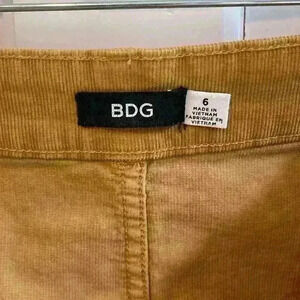 BDG
6
MADE IN
VIETNAM
FABRIQUÉ EN
VIETNAM